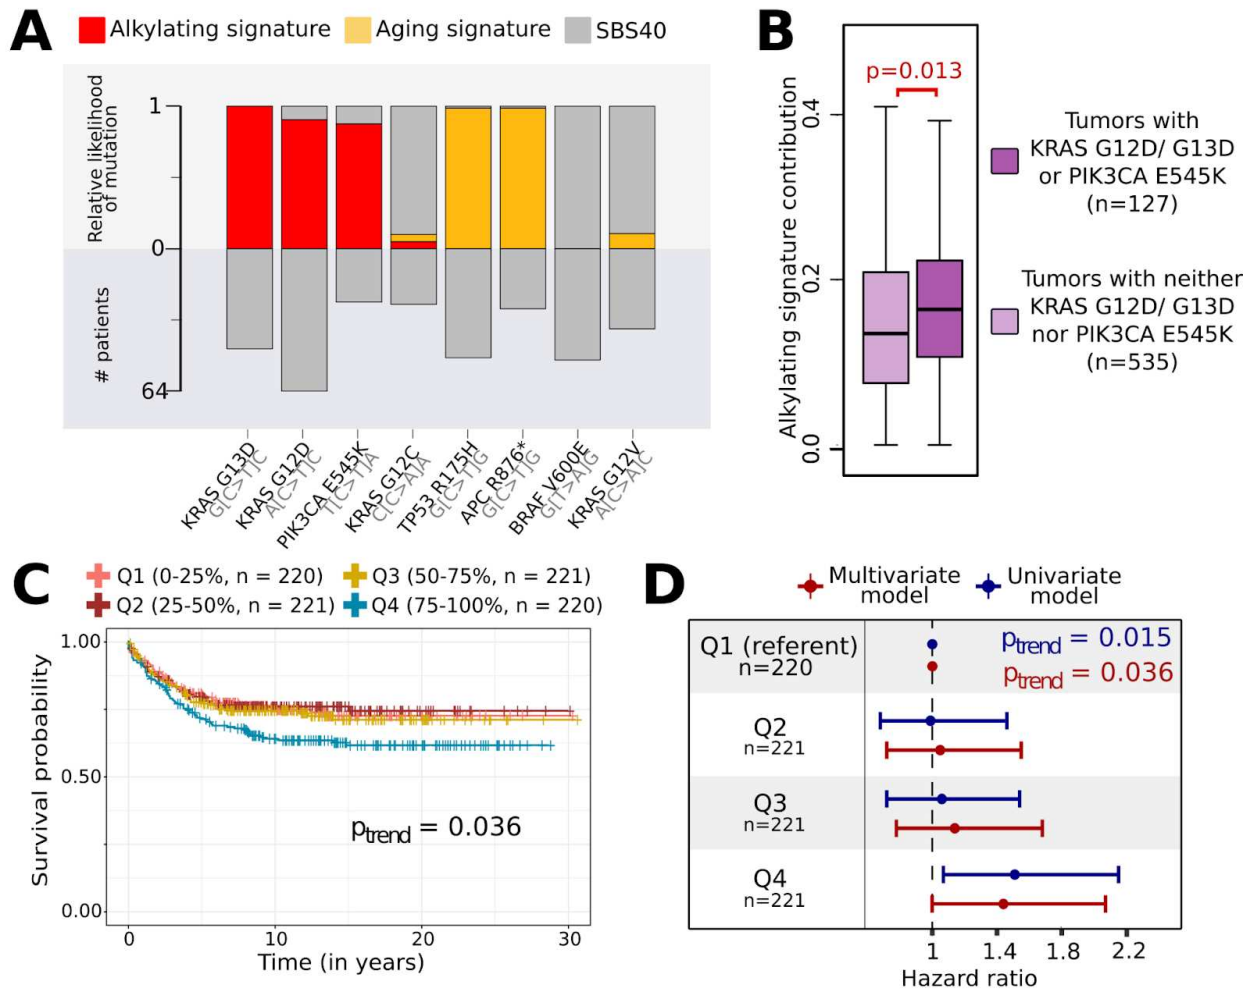 A
Alkylating signature
Aging signature
SBS40
Relative likelihood
of mutation
1
0
# patients
64
KRAS G13D
G[C>T]C
KRAS G12D
A[C>T]C
PIK3CA E545K
T[C>T]A
KRAS G12C
C[C>A]A
TP53 R175H
G[C>T]G
APC R876*
G[C>T]G
BRAF V600E
G[T>A]G
KRAS G12V
A[C>A]C
B
Alkylating signature contribution
0.4
0.2
0.0
p=0.013
Tumors with
KRAS G12D/ G13D
or PIK3CA E545K
(n=127)
Tumors with neither
KRAS G12D/ G13D
nor PIK3CA E545K
(n=535)
C
Q1 (0-25%, n = 220)
Q3 (50-75%, n = 221)
Q2 (25-50%, n = 221)
Q4 (75-100%, n = 220)
Survival probability
1.00
0.50
0.00
ptrend = 0.036
0
10
20
30
Time (in years)
D
Multivariate
model
Univariate
model
Q1 (referent)
n=220
ptrend = 0.015
ptrend = 0.036
Q2
n=221
Q3
n=221
Q4
n=221
1
1.4
1.8
2.2
Hazard ratio